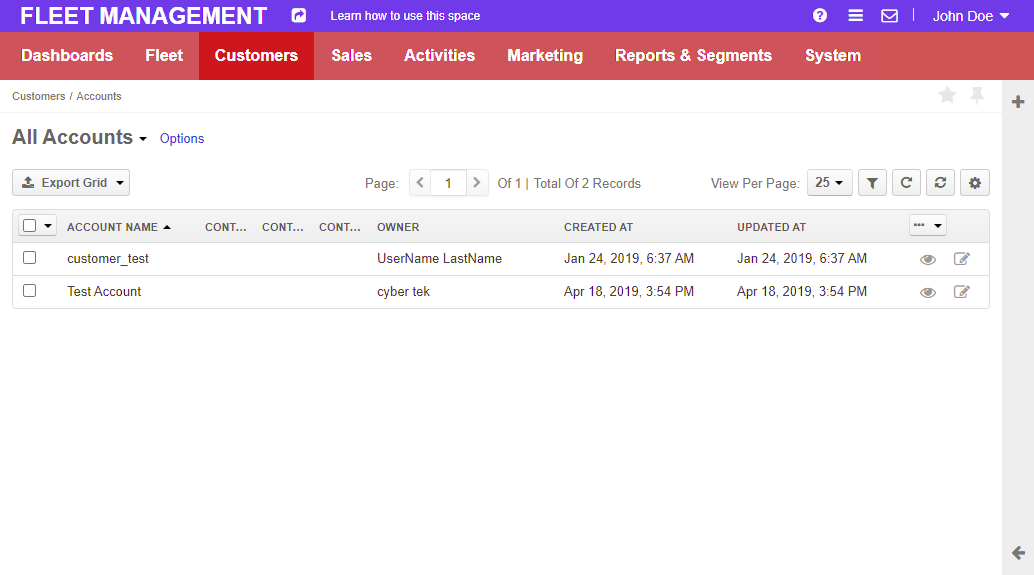 FLEET MANAGEMENT Learn how to use this space John Doe
Dashboards Fleet Customers Sales Activities Marketing Reports & Segments System
Customers / Accounts
All Accounts Options
Export Grid Page: 1 Of 1 | Total Of 2 Records View Per Page: 25
ACCOUNT NAME CONT... CONT... CONT... OWNER CREATED AT UPDATED AT
customer_test UserName LastName Jan 24, 2019, 6:37 AM Jan 24, 2019, 6:37 AM
Test Account cyber tek Apr 18, 2019, 3:54 PM Apr 18, 2019, 3:54 PM